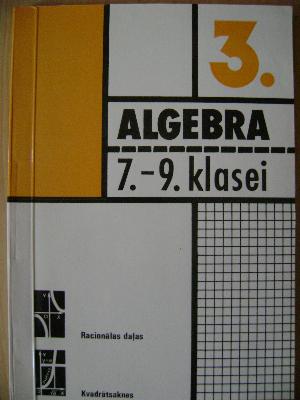 3.
ALGEBRA
7.-9. klasei
Racionālas daļas
Kvadrātsaknes